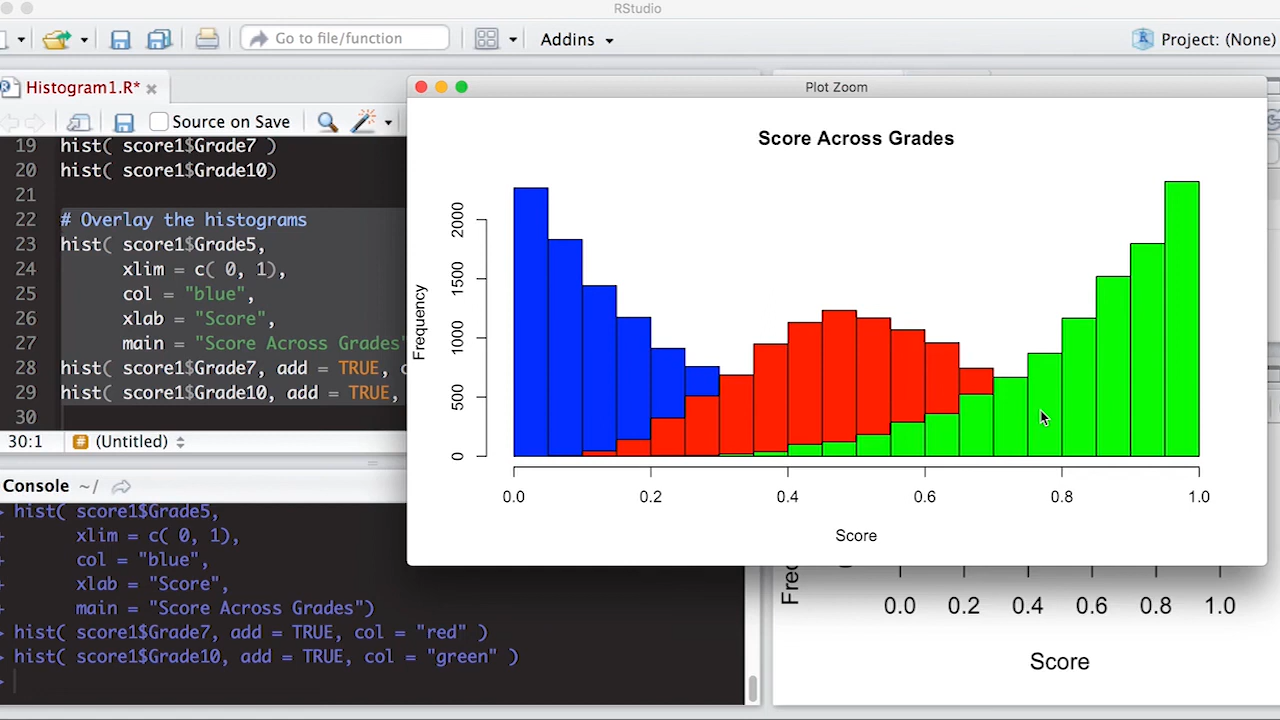 RStudio
Go to file/function
Addins
Project: (None)
Histogram1.R*
Source on Save
19 hist( score1$Grade7 )
20 hist( score1$Grade10)
21
22 # Overlay the histograms
23 hist( score1$Grade5,
24 xlim = c( 0, 1),
25 col = "blue",
26 xlab = "Score",
27 main = "Score Across Grades"
28 hist( score1$Grade7, add = TRUE, c
29 hist( score1$Grade10, add = TRUE,
30
30:1 (Untitled)
Console ~/
> hist( score1$Grade5,
+ xlim = c( 0, 1),
+ col = "blue",
+ xlab = "Score",
+ main = "Score Across Grades")
> hist( score1$Grade7, add = TRUE, col = "red" )
> hist( score1$Grade10, add = TRUE, col = "green" )
>
Plot Zoom
Score Across Grades
Frequency
2000
1500
1000
500
0
0.0 0.2 0.4 0.6 0.8 1.0
Score
0.0 0.2 0.4 0.6 0.8 1.0
Score